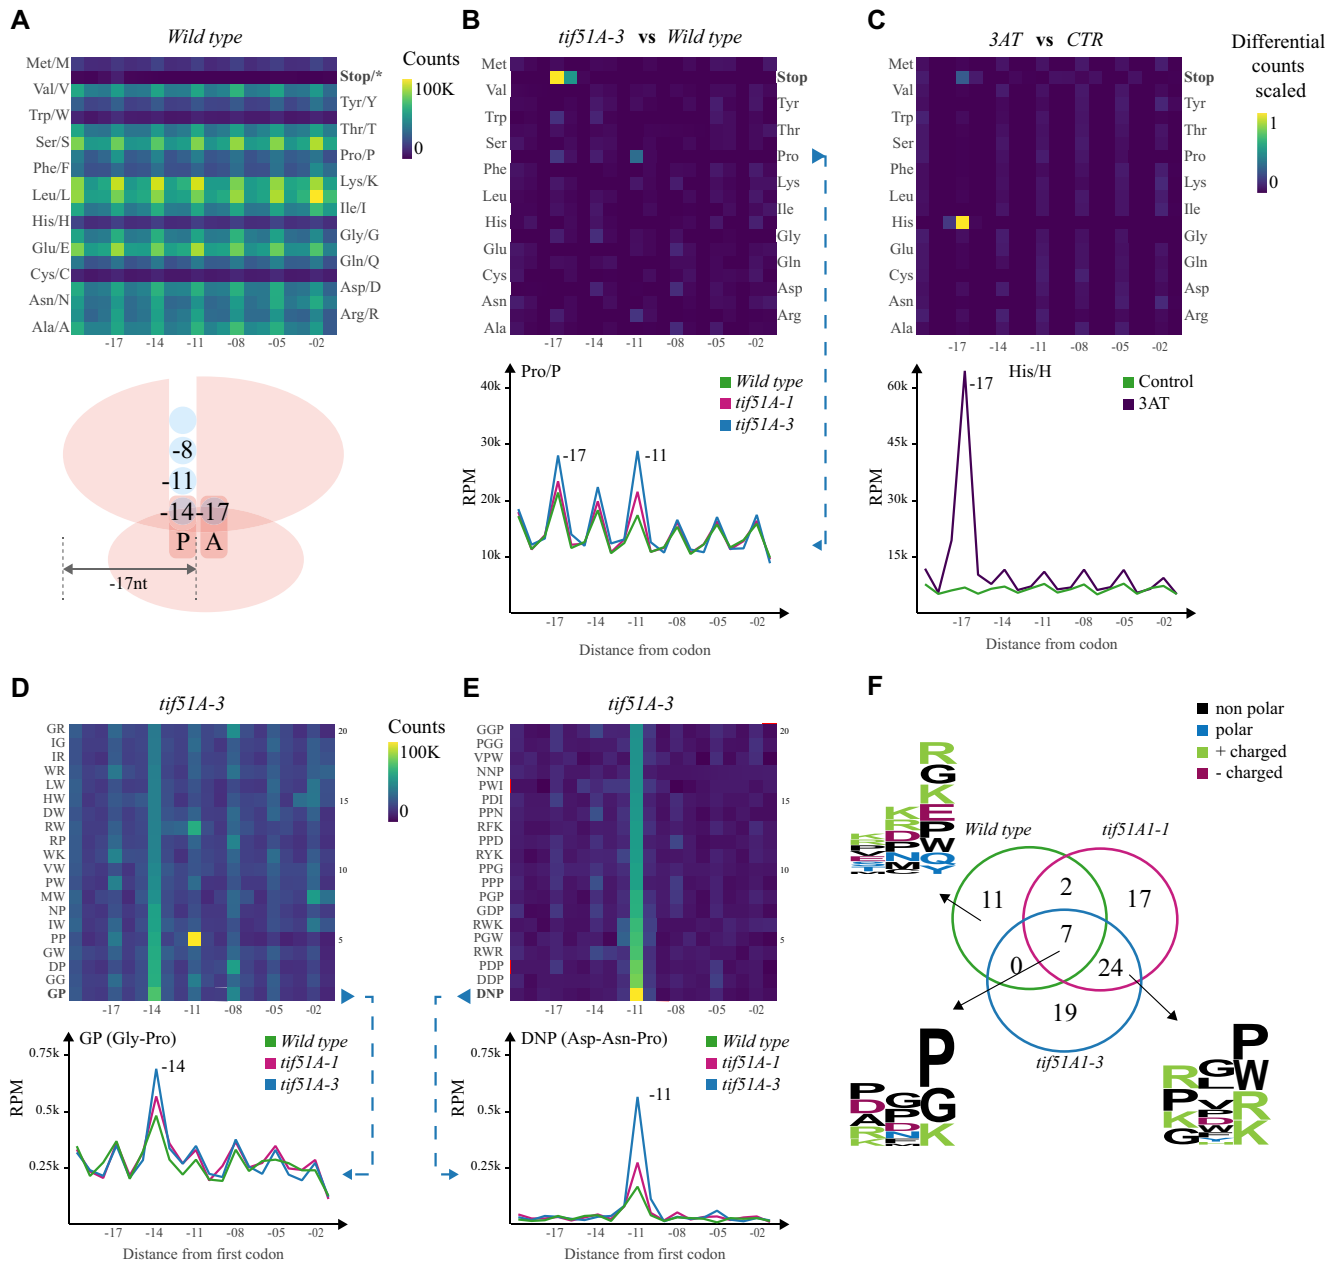 A
Wild type
Met/M
Val/V
Trp/W
Ser/S
Phe/F
Leu/L
His/H
Glu/E
Cys/C
Asn/N
Ala/A
Stop/*
Tyr/Y
Thr/T
Pro/P
Lys/K
Ile/I
Gly/G
Gln/Q
Asp/D
Arg/R
-17 -14 -11 -08 -05 -02
Counts
100K
0
-8
-11
-14 -17
P A
-17nt
B
tif51A-3 vs Wild type
Met
Val
Trp
Ser
Phe
Leu
His
Glu
Cys
Asn
Ala
Stop
Tyr
Thr
Pro
Lys
Ile
Gly
Gln
Asp
Arg
-17 -14 -11 -08 -05 -02
Pro/P
Wild type
tif51A-1
tif51A-3
40k
30k
20k
10k
RPM
-17
-11
-17 -14 -11 -08 -05 -02
Distance from codon
C
3AT vs CTR
Met
Val
Trp
Ser
Phe
Leu
His
Glu
Cys
Asn
Ala
Stop
Tyr
Thr
Pro
Lys
Ile
Gly
Gln
Asp
Arg
-17 -14 -11 -08 -05 -02
Differential
counts
scaled
1
0
His/H
Control
3AT
60k
45k
30k
15k
RPM
-17
-17 -14 -11 -08 -05 -02
Distance from codon
D
tif51A-3
GR
IG
IR
WR
LW
HW
DW
RW
RP
WK
VW
PW
MW
NP
IW
PP
GW
DP
GG
GP
20
15
10
5
-17 -14 -11 -08 -05 -02
Counts
100K
0
GP (Gly-Pro)
Wild type
tif51A-1
tif51A-3
0.75k
0.5k
0.25k
RPM
-14
-17 -14 -11 -08 -05 -02
Distance from first codon
E
tif51A-3
GGP
PGG
VPW
NNP
PWI
PDI
PPN
RFK
PPD
RYK
PPG
PPP
PGP
GDP
RWK
PGW
RWR
PDP
DDP
DNP
20
15
10
5
-17 -14 -11 -08 -05 -02
DNP (Asp-Asn-Pro)
Wild type
tif51A-1
tif51A-3
0.75k
0.5k
0.25k
RPM
-11
-17 -14 -11 -08 -05 -02
Distance from first codon
F
non polar
polar
+ charged
- charged
Wild type
tif51A1-1
tif51A1-3
11
2
17
7
0
24
19
R
G
K
E
P
W
Q
Y
K
R
D
P
N
M
P
D
A
R
G
P
D
N
P
G
K
R
P
K
G
G
L
V
P
D
W
P
W
R
K